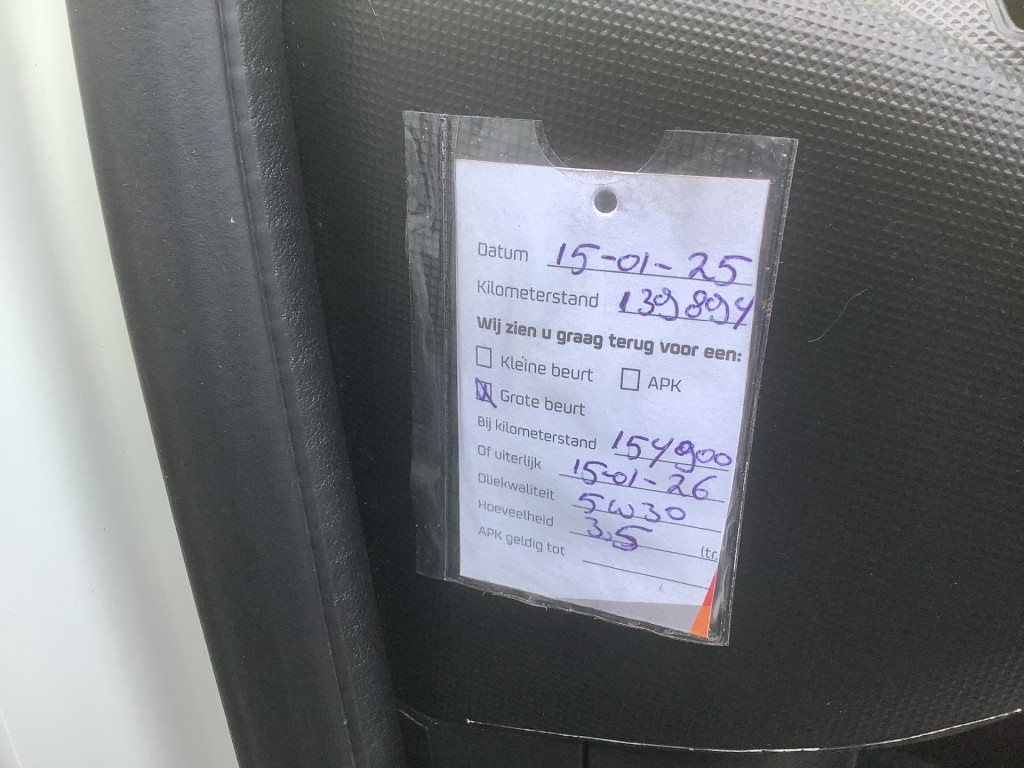 Datum 15-01-25
Kilometerstand 139894
Wij zien u graag terug voor een:
Kleine beurt APK
Grote beurt
Bij kilometerstand 154900
Of uiterlijk 15-01-26
Oliekwaliteit 5w30
Hoeveelheid 3.5 ltr.
APK geldig tot